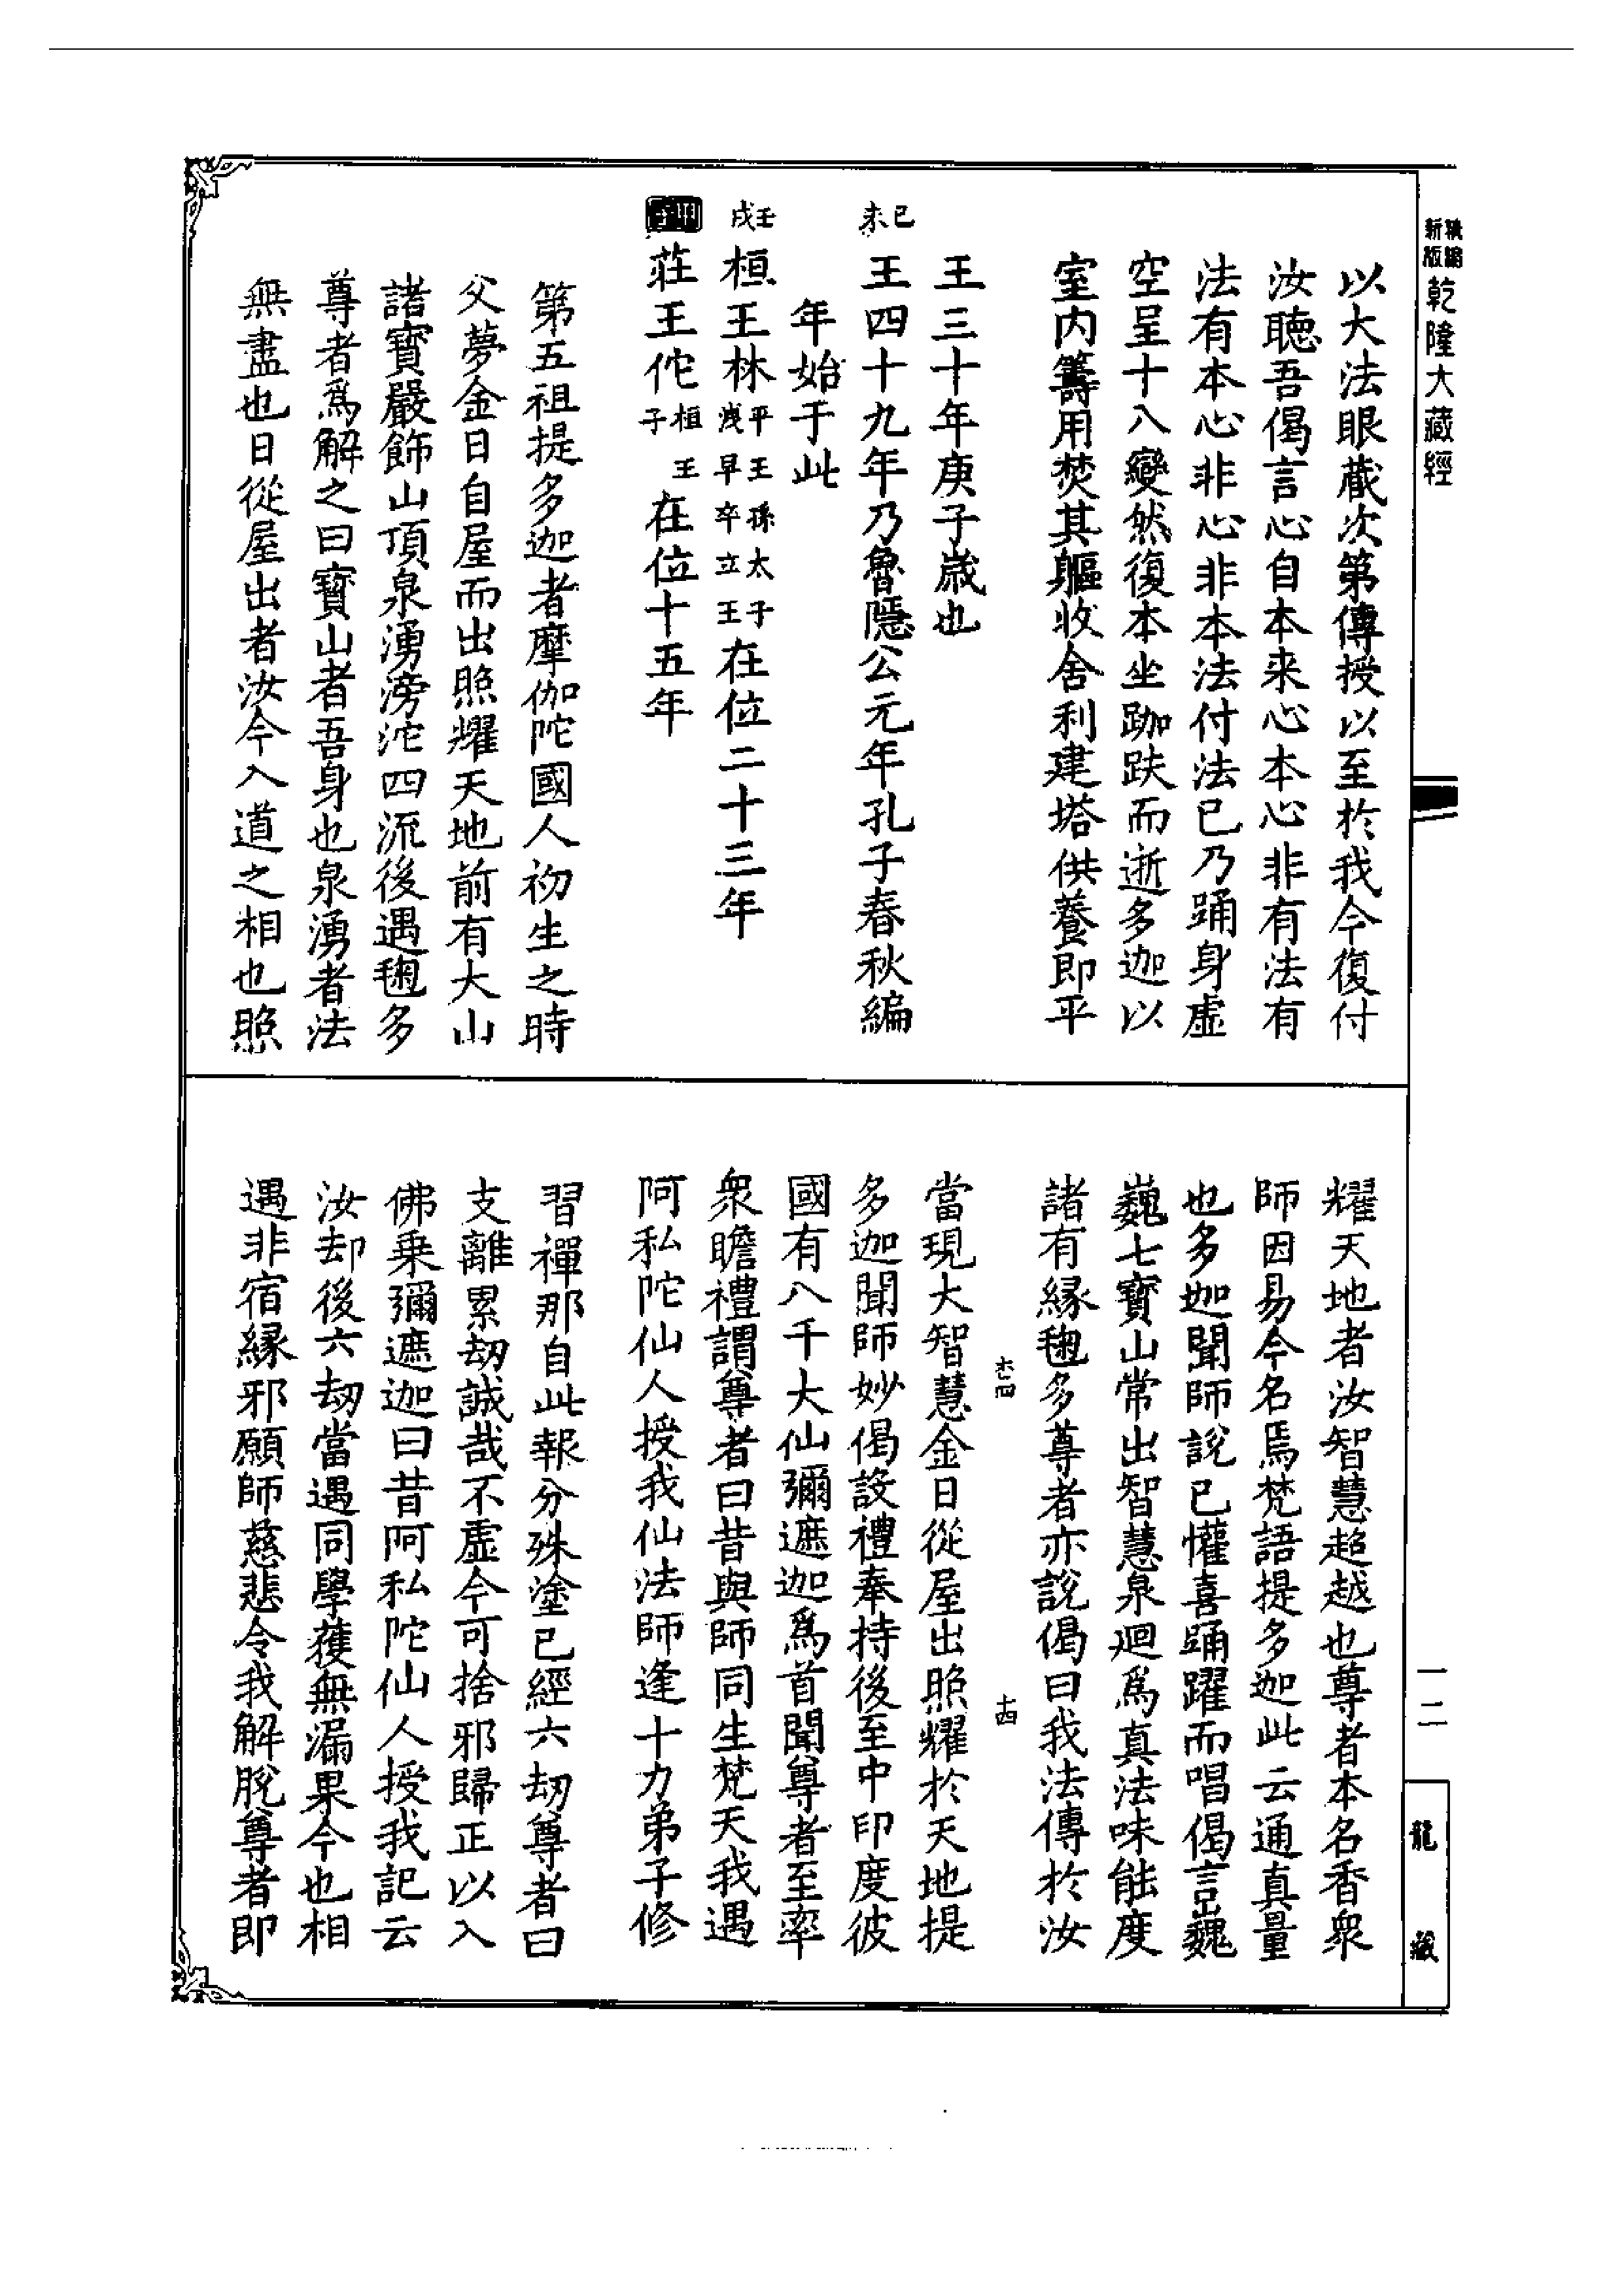 新版
精編
乾隆大藏經
以大法眼藏次第傳授以至於我今復付
汝聽吾偈言心自本来心本心非有法有
法有本心非心非本法付法已乃踊身虛
空呈十八變然復本坐跏趺而逝多迦以
室内籌用焚其軀收舍利建塔供養即平
王三十年庚子歲也
己未 王四十九年乃魯隱公元年孔子春秋編
年始于此
壬戌 桓王林 平王孫太子洩早卒立王 在位二十三年
莊王佗 桓王子 在位十五年
第五祖提多迦者摩伽陀國人初生之時
父夢金日自屋而出照耀天地前有大山
諸寶嚴飾山頂泉湧滂沱四流後遇毱多
尊者爲解之曰寶山者吾身也泉湧者法
無盡也日從屋出者汝今入道之相也照
耀天地者汝智慧超越也尊者本名香衆
師因易今名焉梵語提多迦此云通真量
也多迦聞師說已懽喜踊躍而唱偈言巍
巍七寶山常出智慧泉迴爲真法味能度
諸有緣毱多尊者亦說偈曰我法傳於汝
當現大智慧金日從屋出照耀於天地提
多迦聞師妙偈設禮奉持後至中印度彼
國有八千大仙彌遮迦爲首聞尊者至率
衆瞻禮謂尊者曰昔與師同生梵天我遇
阿私陀仙人授我仙法師逢十力弟子修
習禪那自此報分殊塗已經六劫尊者曰
支離累劫誠哉不虛今可捨邪歸正以入
佛乗彌遮迦曰昔阿私陀仙人授我記云
汝却後六劫當遇同學獲無漏果今也相
遇非宿緣邪願師慈悲令我解脫尊者即
十四
一二
龍藏